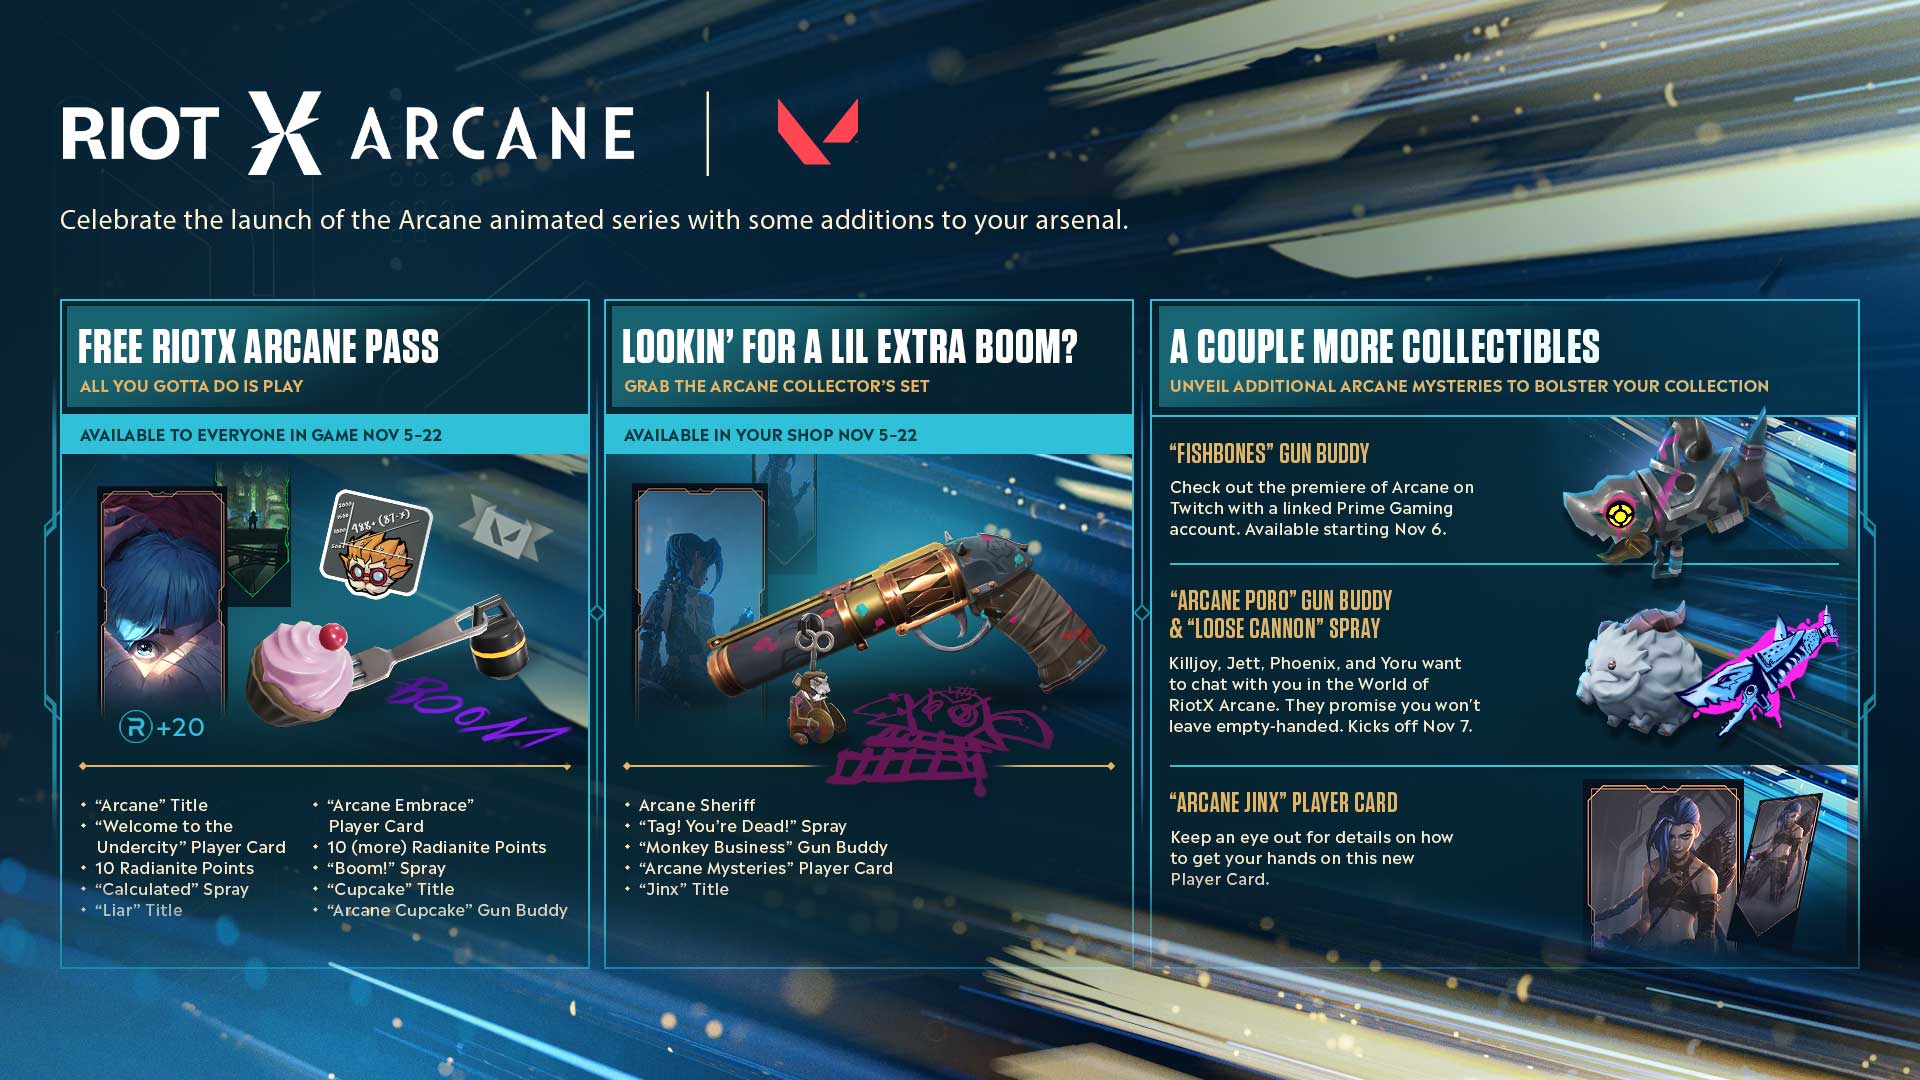 RIOT X ARCANE
Celebrate the launch of the Arcane animated series with some additions to your arsenal.
FREE RIOTX ARCANE PASS
ALL YOU GOTTA DO IS PLAY
AVAILABLE TO EVERYONE IN GAME NOV 5-22
488÷(87-x)
BOOM
R +20
• “Arcane” Title
• “Welcome to the
Undercity” Player Card
• 10 Radianite Points
• “Calculated” Spray
• “Liar” Title
• “Arcane Embrace”
Player Card
• 10 (more) Radianite Points
• “Boom!” Spray
• “Cupcake” Title
• “Arcane Cupcake” Gun Buddy
LOOKIN’ FOR A LIL EXTRA BOOM?
GRAB THE ARCANE COLLECTOR’S SET
AVAILABLE IN YOUR SHOP NOV 5-22
• Arcane Sheriff
• “Tag! You’re Dead!” Spray
• “Monkey Business” Gun Buddy
• “Arcane Mysteries” Player Card
• “Jinx” Title
A COUPLE MORE COLLECTIBLES
UNVEIL ADDITIONAL ARCANE MYSTERIES TO BOLSTER YOUR COLLECTION
“FISHBONES” GUN BUDDY
Check out the premiere of Arcane on
Twitch with a linked Prime Gaming
account. Available starting Nov 6.
“ARCANE PORO” GUN BUDDY
& “LOOSE CANNON” SPRAY
Killjoy, Jett, Phoenix, and Yoru want
to chat with you in the World of
RiotX Arcane. They promise you won’t
leave empty-handed. Kicks off Nov 7.
“ARCANE JINX” PLAYER CARD
Keep an eye out for details on how
to get your hands on this new
Player Card.